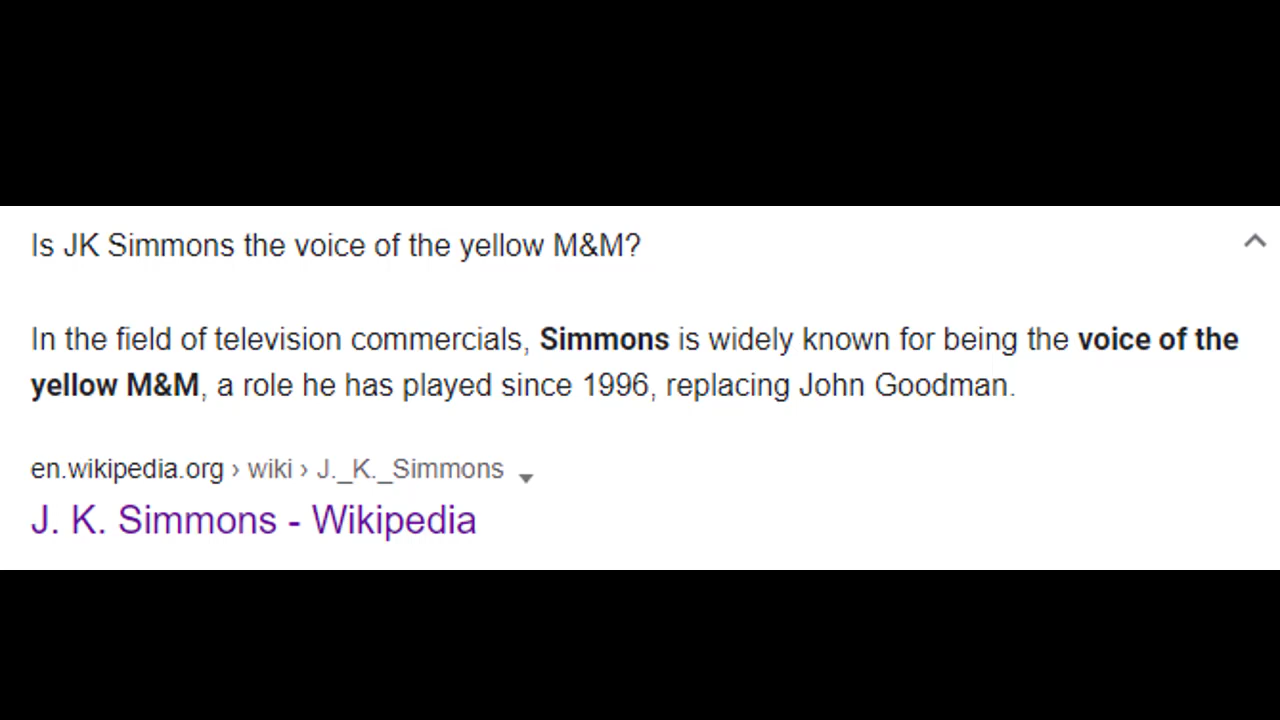 Is JK Simmons the voice of the yellow M&M?
In the field of television commercials, Simmons is widely known for being the voice of the
yellow M&M, a role he has played since 1996, replacing John Goodman.
en.wikipedia.org › wiki › J._K._Simmons
J. K. Simmons - Wikipedia